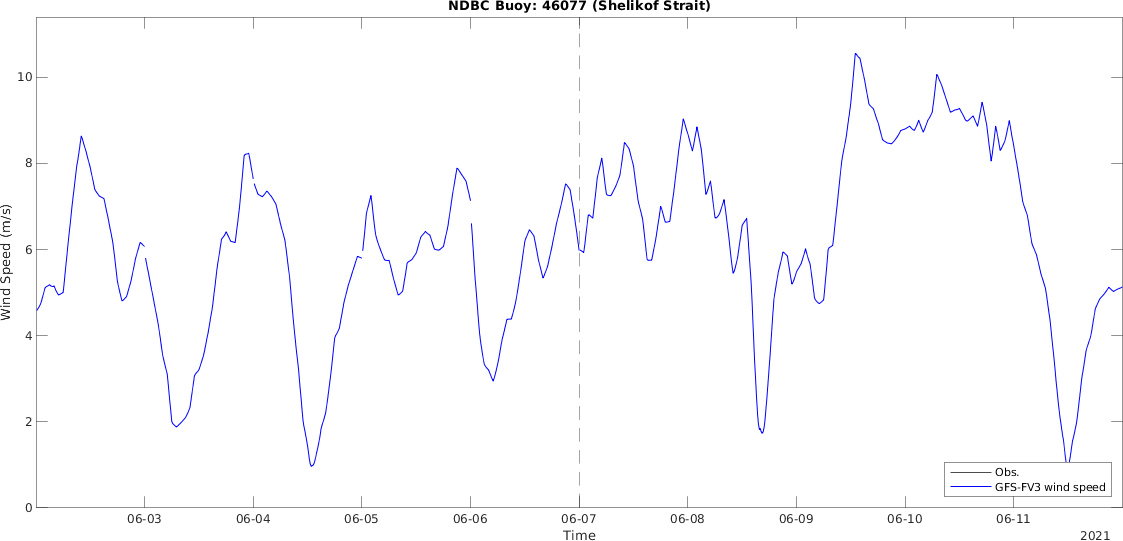 NDBC Buoy: 46077 (Shelikof Strait)
Wind Speed (m/s)
10
8
6
4
2
0
Obs.
GFS-FV3 wind speed
06-03 06-04 06-05 06-06 06-07 06-08 06-09 06-10 06-11
Time
2021